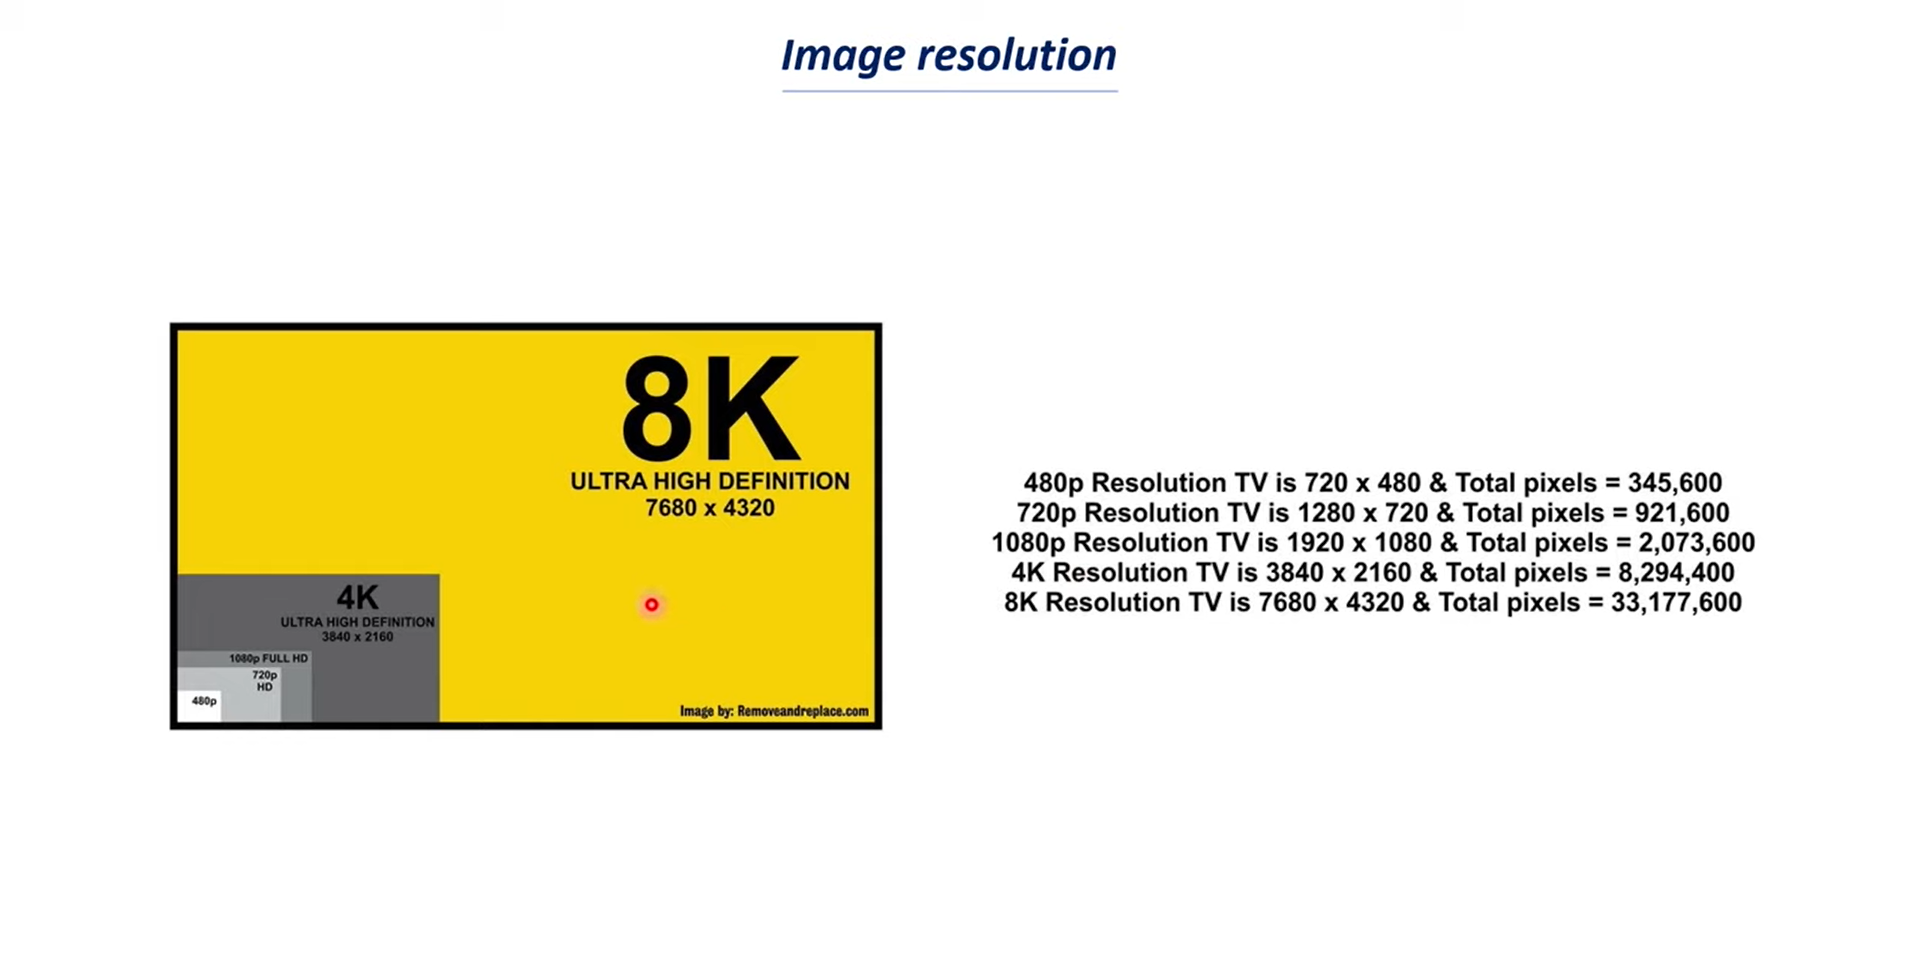 Image resolution
8K
ULTRA HIGH DEFINITION
7680 x 4320
4K
ULTRA HIGH DEFINITION
3840 x 2160
1080p FULL HD
720p
HD
480p
Image by: Removeandreplace.com
480p Resolution TV is 720 x 480 & Total pixels = 345,600
720p Resolution TV is 1280 x 720 & Total pixels = 921,600
1080p Resolution TV is 1920 x 1080 & Total pixels = 2,073,600
4K Resolution TV is 3840 x 2160 & Total pixels = 8,294,400
8K Resolution TV is 7680 x 4320 & Total pixels = 33,177,600